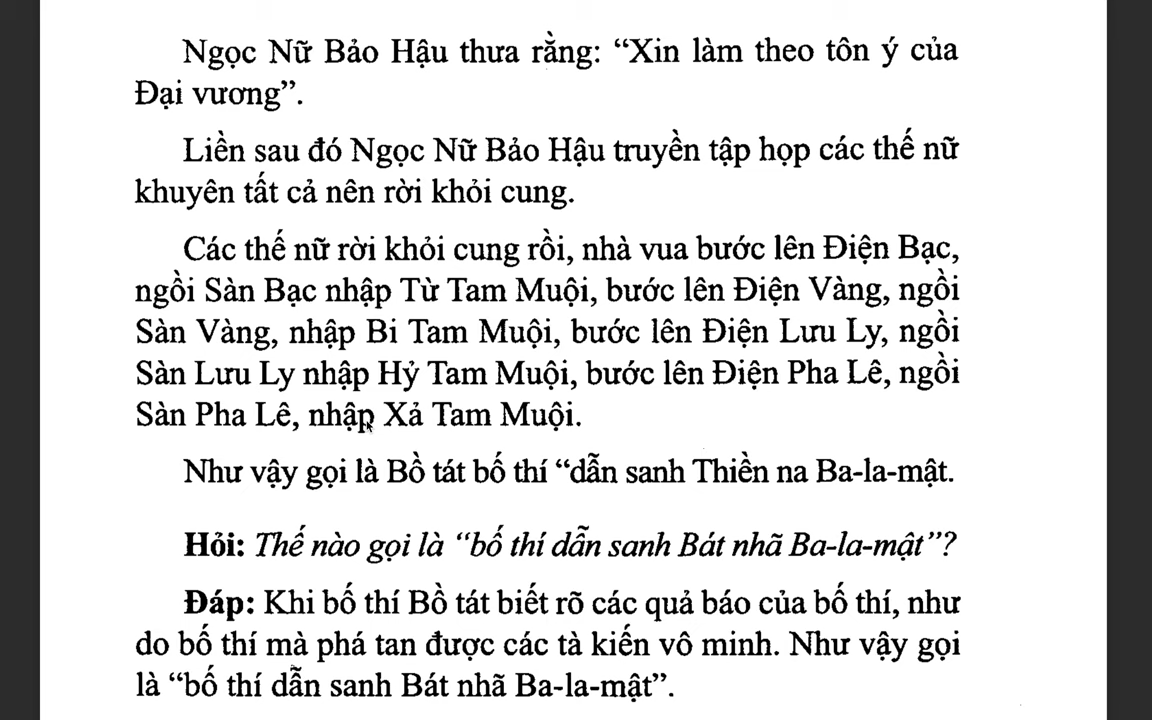 Ngọc Nữ Bảo Hậu thưa rằng: “Xin làm theo tôn ý của
Đại vương”.
Liền sau đó Ngọc Nữ Bảo Hậu truyền tập họp các thế nữ
khuyên tất cả nên rời khỏi cung.
Các thế nữ rời khỏi cung rồi, nhà vua bước lên Điện Bạc,
ngồi Sàn Bạc nhập Từ Tam Muội, bước lên Điện Vàng, ngồi
Sàn Vàng, nhập Bi Tam Muội, bước lên Điện Lưu Ly, ngồi
Sàn Lưu Ly nhập Hỷ Tam Muội, bước lên Điện Pha Lê, ngồi
Sàn Pha Lê, nhập Xả Tam Muội.
Như vậy gọi là Bồ tát bố thí “dẫn sanh Thiền na Ba-la-mật.
Hỏi: Thế nào gọi là “bố thí dẫn sanh Bát nhã Ba-la-mật”?
Đáp: Khi bố thí Bồ tát biết rõ các quả báo của bố thí, như
do bố thí mà phá tan được các tà kiến vô minh. Như vậy gọi
là “bố thí dẫn sanh Bát nhã Ba-la-mật”.